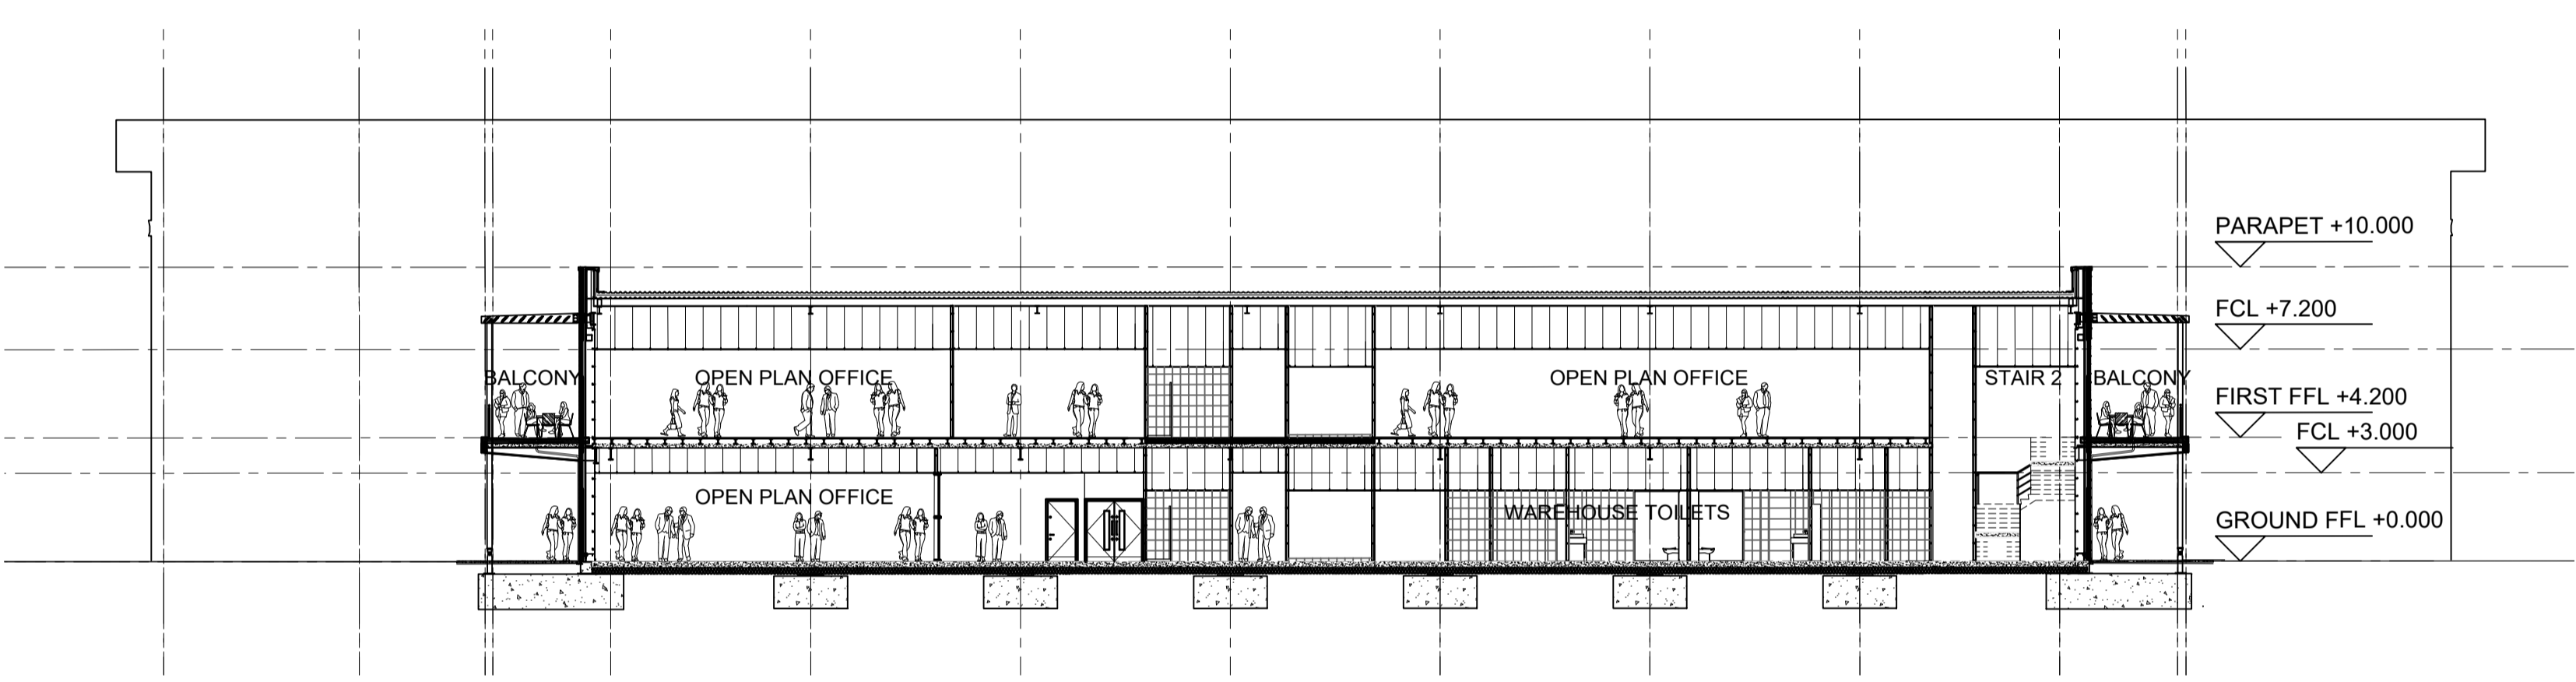 PARAPET +10.000
FCL +7.200
BALCONY
OPEN PLAN OFFICE
OPEN PLAN OFFICE
STAIR 2
BALCONY
FIRST FFL +4.200
FCL +3.000
OPEN PLAN OFFICE
WAREHOUSE TOILETS
GROUND FFL +0.000